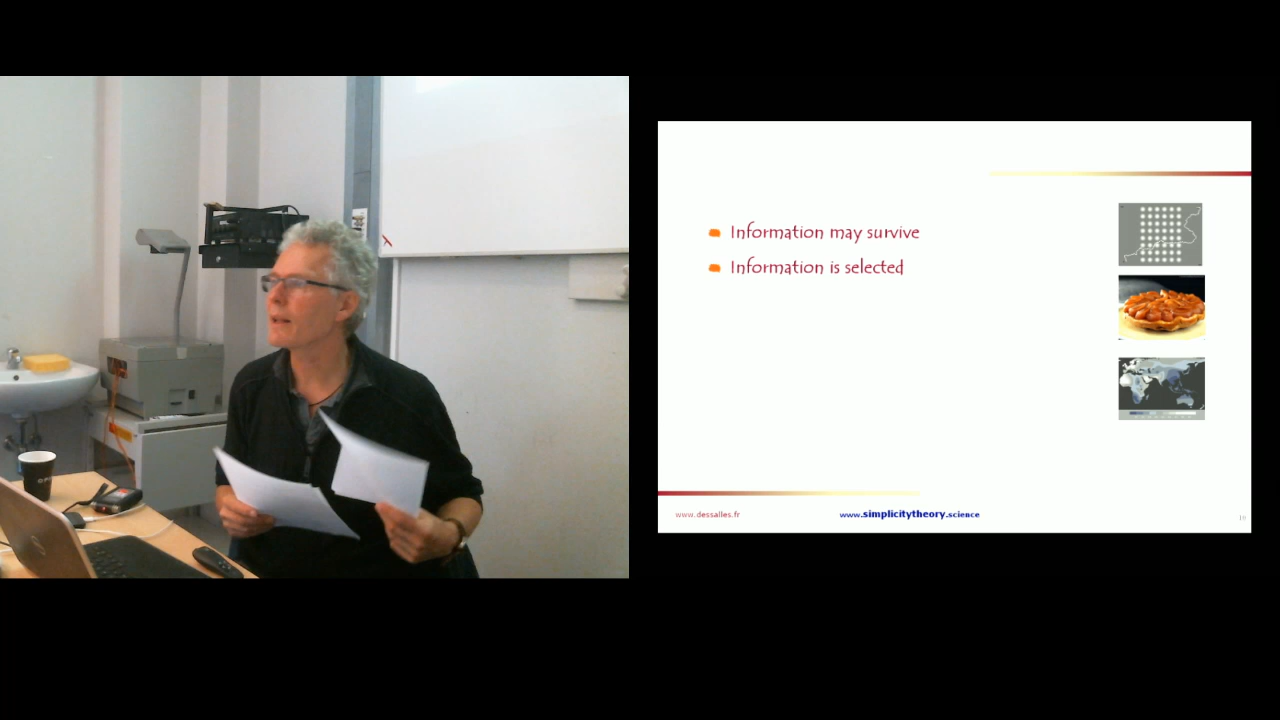 Information may survive
Information is selected
www.dessalles.fr
www.simplicitytheory.science